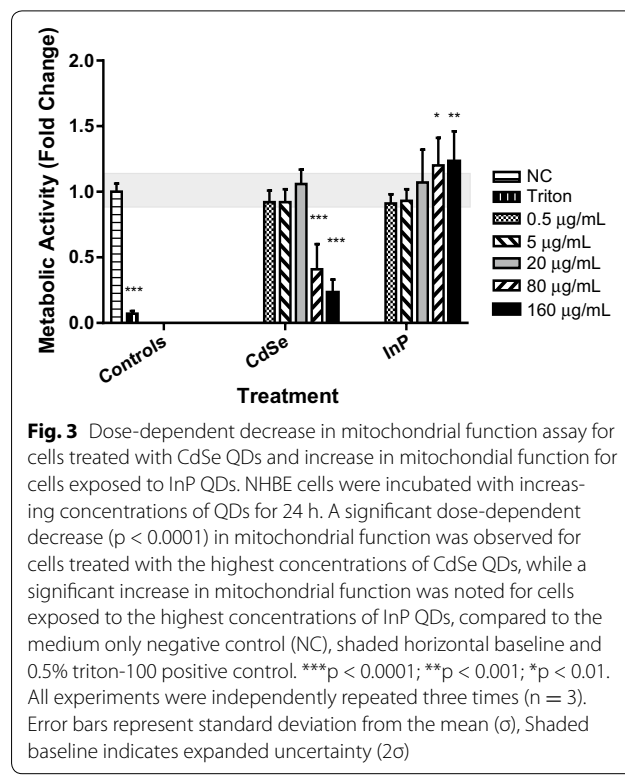 2.0
1.5
1.0
0.5
0.0
Metabolic Activity (Fold Change)
***
***
***
*
**
Controls
CdSe
InP
Treatment
NC
Triton
0.5 µg/mL
5 µg/mL
20 µg/mL
80 µg/mL
160 µg/mL
Fig. 3 Dose-dependent decrease in mitochondrial function assay for
cells treated with CdSe QDs and increase in mitochondial function for
cells exposed to InP QDs. NHBE cells were incubated with increas-
ing concentrations of QDs for 24 h. A significant dose-dependent
decrease (p < 0.0001) in mitochondrial function was observed for
cells treated with the highest concentrations of CdSe QDs, while a
significant increase in mitochondrial function was noted for cells
exposed to the highest concentrations of InP QDs, compared to the
medium only negative control (NC), shaded horizontal baseline and
0.5% triton-100 positive control. ***p < 0.0001; **p < 0.001; *p < 0.01.
All experiments were independently repeated three times (n = 3).
Error bars represent standard deviation from the mean (σ), Shaded
baseline indicates expanded uncertainty (2σ)